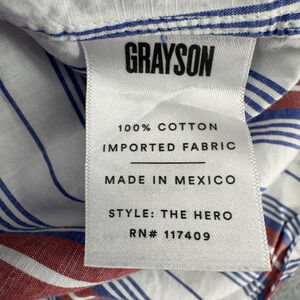 GRAYSON
100% COTTON
IMPORTED FABRIC
MADE IN MEXICO
STYLE: THE HERO
RN# 117409